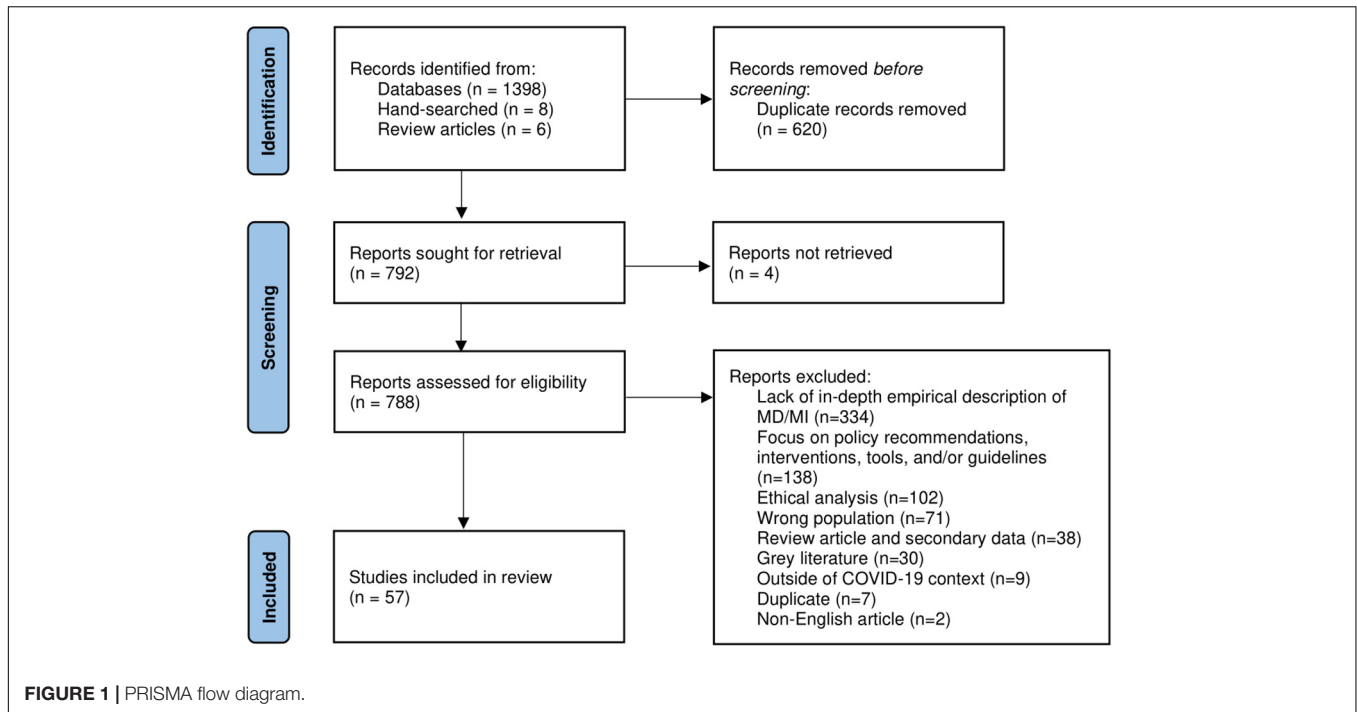 Identification
Records identified from:
Databases (n = 1398)
Hand-searched (n = 8)
Review articles (n = 6)
Records removed before
screening:
Duplicate records removed
(n = 620)
Screening
Reports sought for retrieval
(n = 792)
Reports not retrieved
(n = 4)
Reports assessed for eligibility
(n = 788)
Reports excluded:
Lack of in-depth empirical description of
MD/MI (n=334)
Focus on policy recommendations,
interventions, tools, and/or guidelines
(n=138)
Ethical analysis (n=102)
Wrong population (n=71)
Review article and secondary data (n=38)
Grey literature (n=30)
Outside of COVID-19 context (n=9)
Duplicate (n=7)
Non-English article (n=2)
Included
Studies included in review
(n = 57)
FIGURE 1 | PRISMA flow diagram.